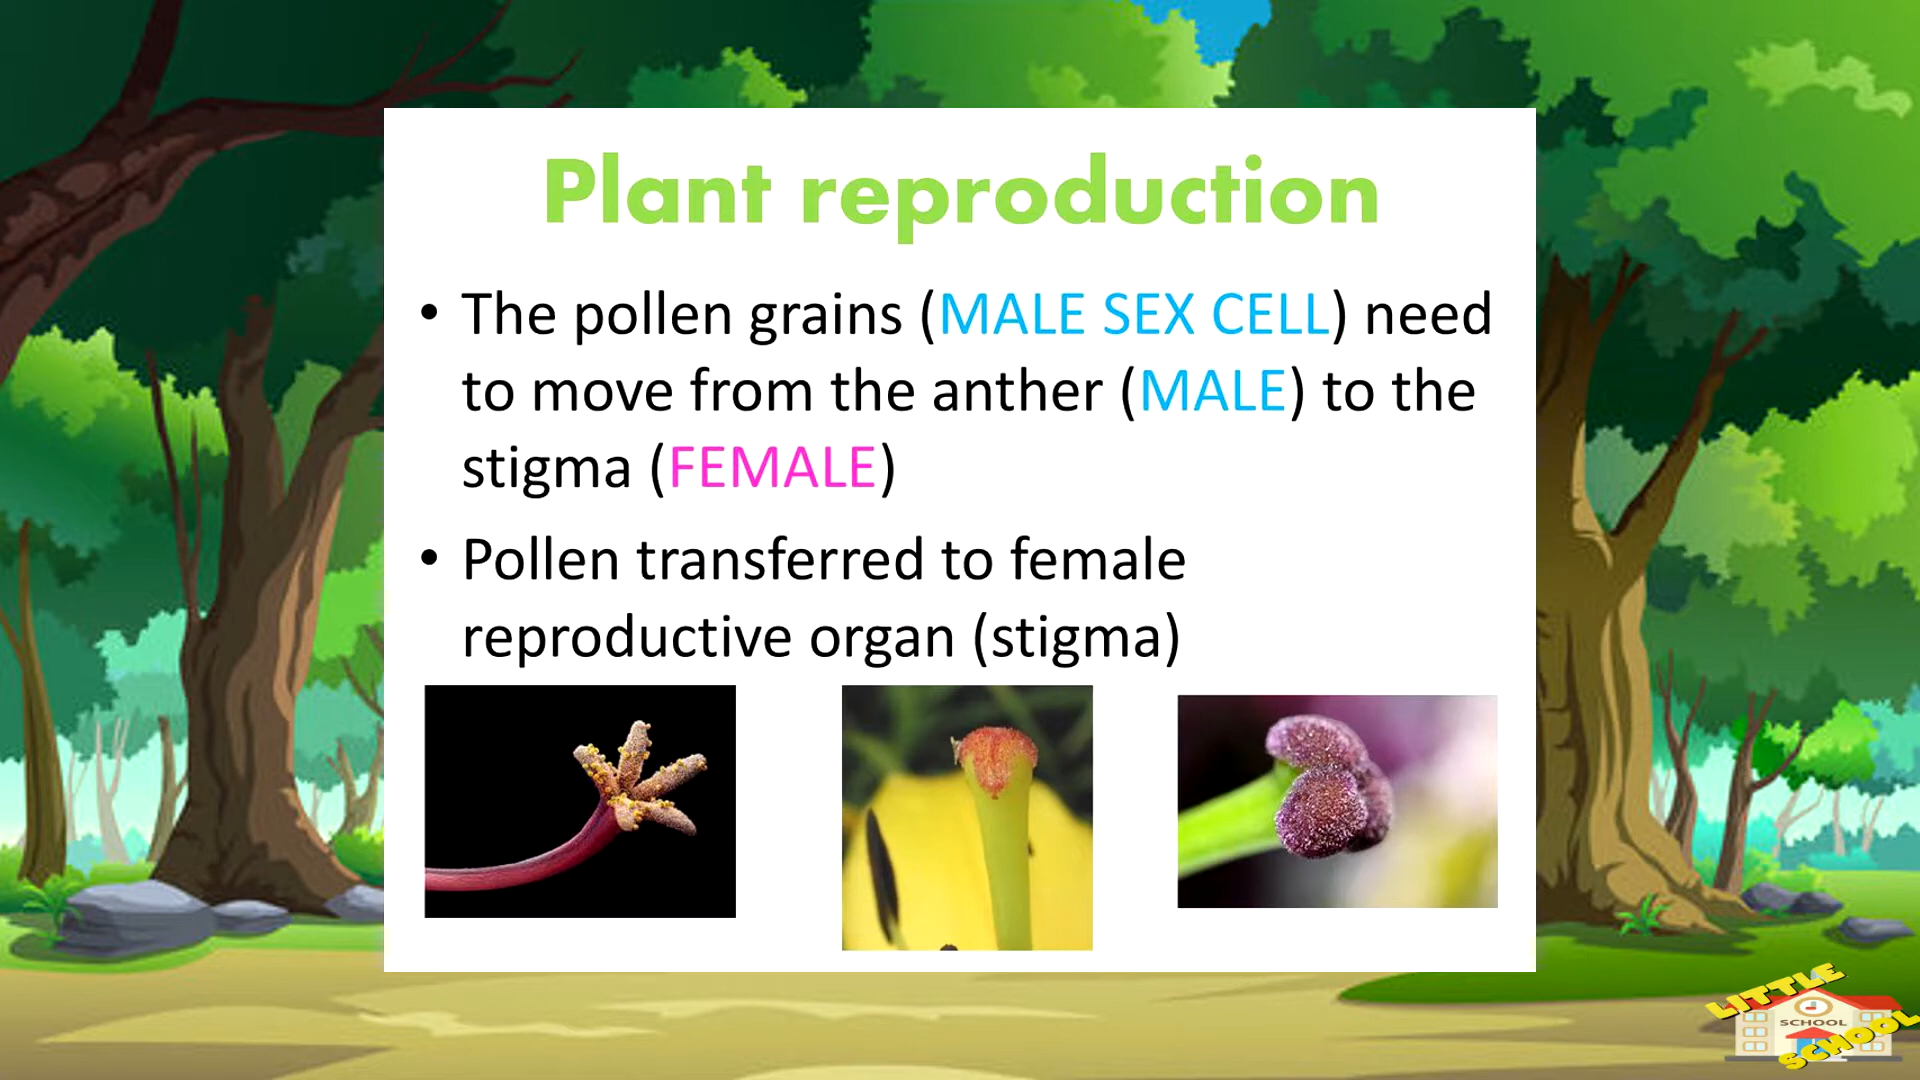 Plant reproduction
• The pollen grains (MALE SEX CELL) need
to move from the anther (MALE) to the
stigma (FEMALE)
• Pollen transferred to female
reproductive organ (stigma)
LITTLE
SCHOOL
SCHOOL